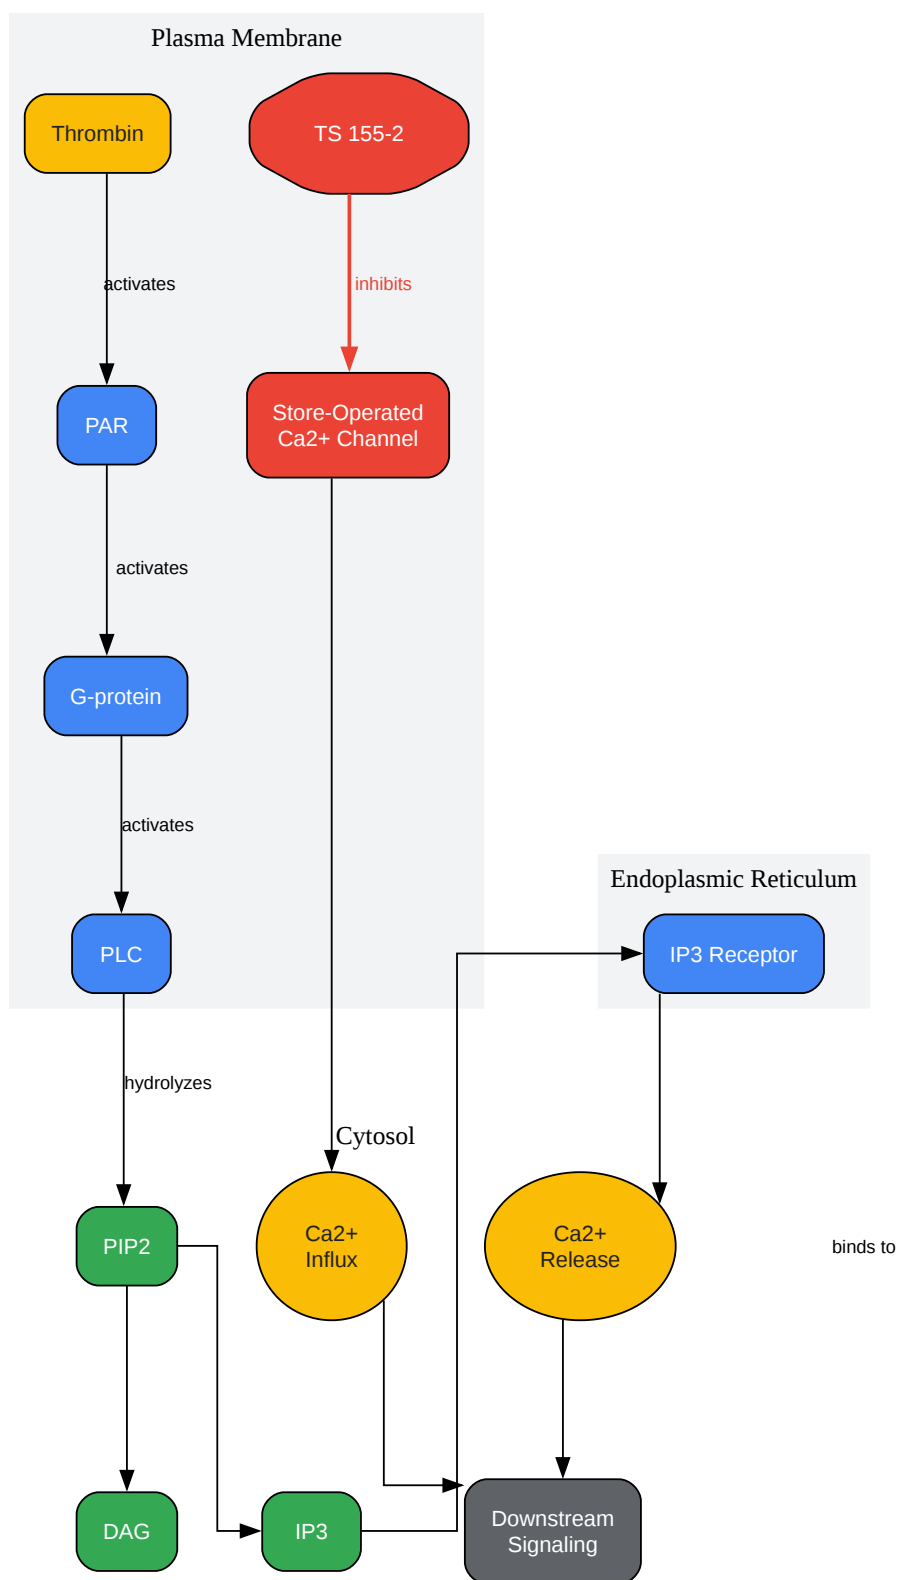 Plasma Membrane
Thrombin
TS 155-2
activates
inhibits
PAR
Store-Operated
Ca2+ Channel
activates
G-protein
activates
Endoplasmic Reticulum
PLC
IP3 Receptor
hydrolyzes
Cytosol
PIP2
Ca2+
Influx
Ca2+
Release
binds to
DAG
IP3
Downstream
Signaling